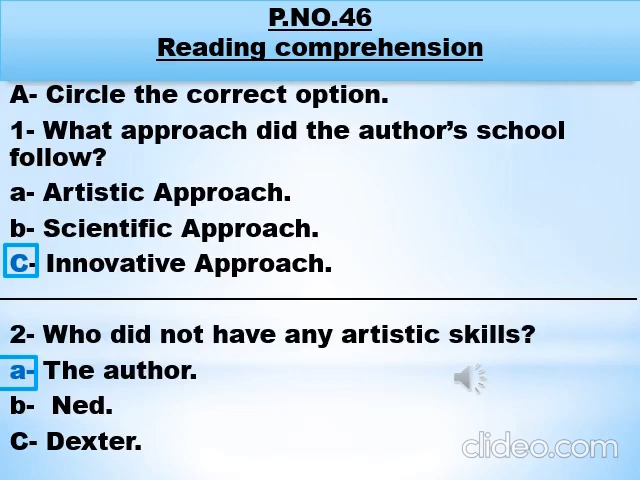 P.NO.46
Reading comprehension
A- Circle the correct option.
1- What approach did the author’s school
follow?
a- Artistic Approach.
b- Scientific Approach.
C- Innovative Approach.
2- Who did not have any artistic skills?
a- The author.
b-  Ned.
C- Dexter.
clideo.com